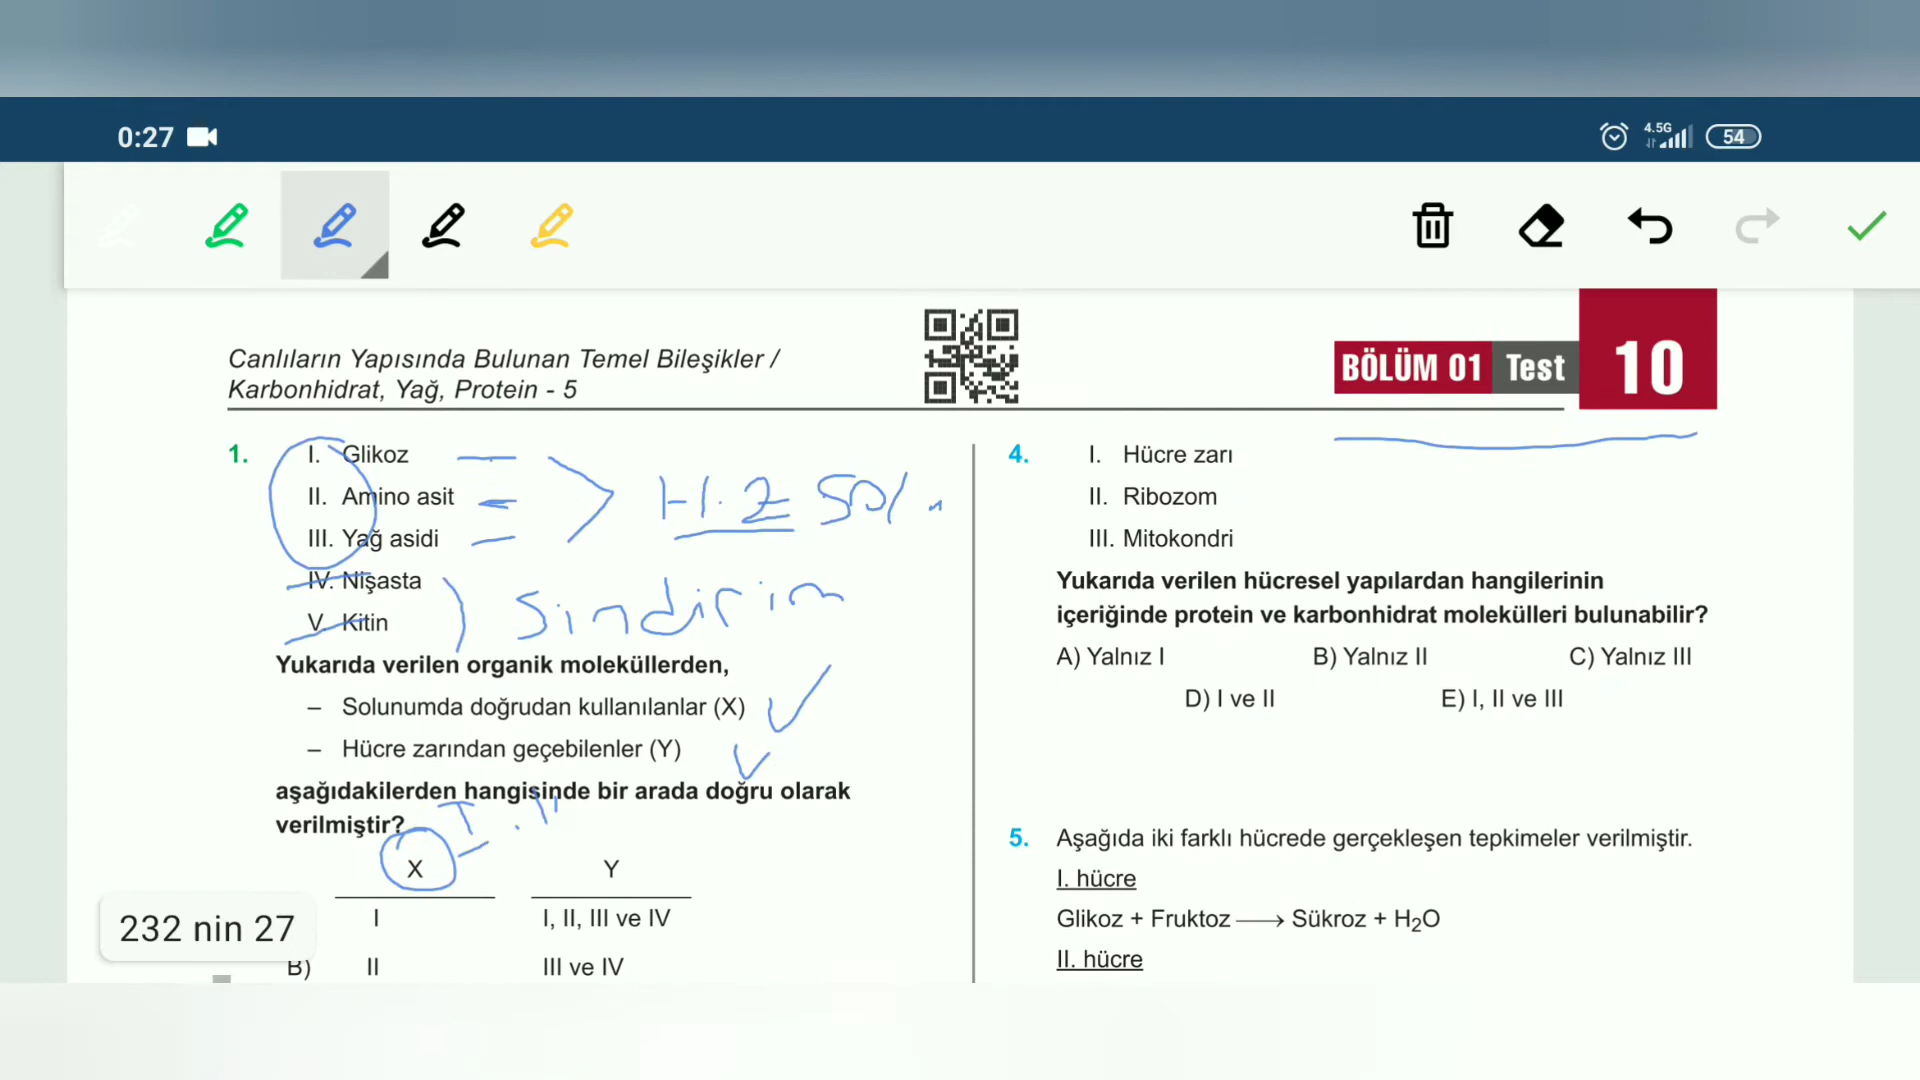 0:27
4.5G
54
Canlıların Yapısında Bulunan Temel Bileşikler /
Karbonhidrat, Yağ, Protein - 5
BÖLÜM 01 Test 10
1.
I. Glikoz
II. Amino asit
III. Yağ asidi
H.Z Sol.
IV. Nişasta
V. Kitin
Sindirim
Yukarıda verilen organik moleküllerden,
– Solunumda doğrudan kullanılanlar (X)
– Hücre zarından geçebilenler (Y)
aşağıdakilerden hangisinde bir arada doğru olarak
verilmiştir?
X Y
I I, II, III ve IV
B) II III ve IV
232 nin 27
4.
I. Hücre zarı
II. Ribozom
III. Mitokondri
Yukarıda verilen hücresel yapılardan hangilerinin
içeriğinde protein ve karbonhidrat molekülleri bulunabilir?
A) Yalnız I B) Yalnız II C) Yalnız III
D) I ve II E) I, II ve III
5. Aşağıda iki farklı hücrede gerçekleşen tepkimeler verilmiştir.
I. hücre
Glikoz + Fruktoz ⟶ Sükroz + H₂O
II. hücre